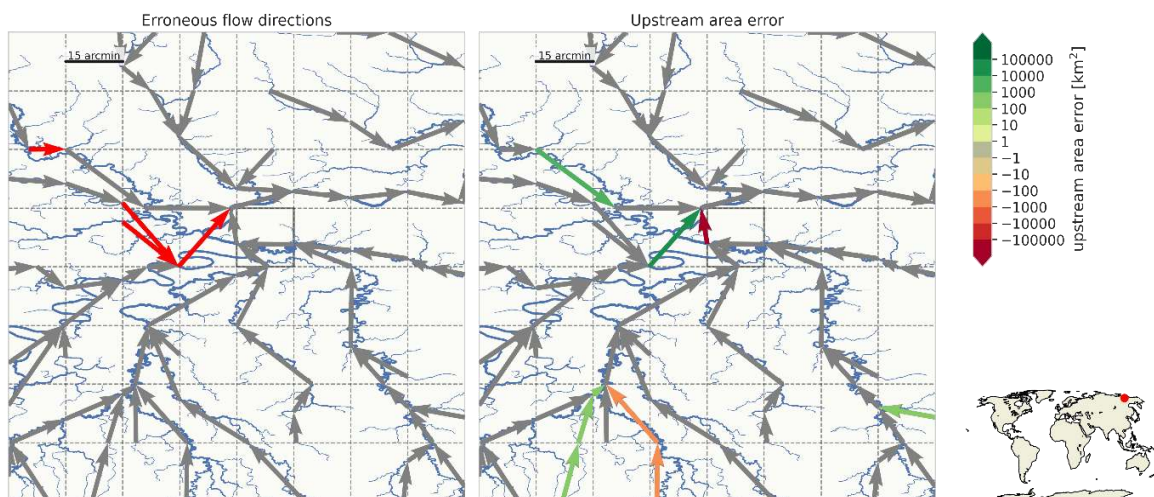 Erroneous flow directions
Upstream area error
15 arcmin
15 arcmin
100000
10000
1000
100
10
1
−1
−10
−100
−1000
−10000
−100000
upstream area error [km²]